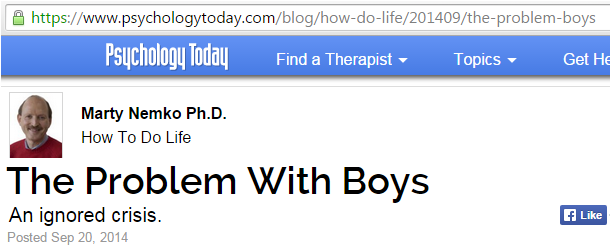 https://www.psychologytoday.com/blog/how-do-life/201409/the-problem-boys
Psychology Today Find a Therapist Topics Get He
Marty Nemko Ph.D.
How To Do Life
The Problem With Boys
An ignored crisis.
Like
Posted Sep 20, 2014